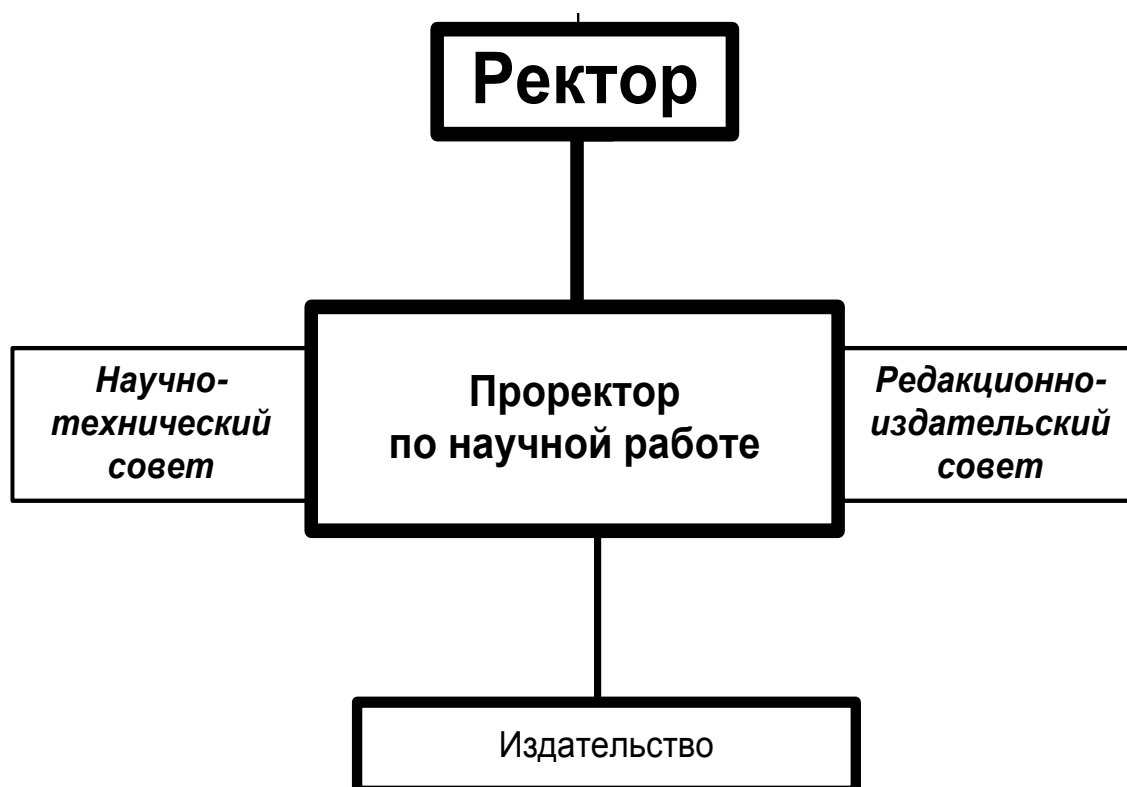 Ректор
Научно-
технический
совет
Проректор
по научной работе
Редакционно-
издательский
совет
Издательство